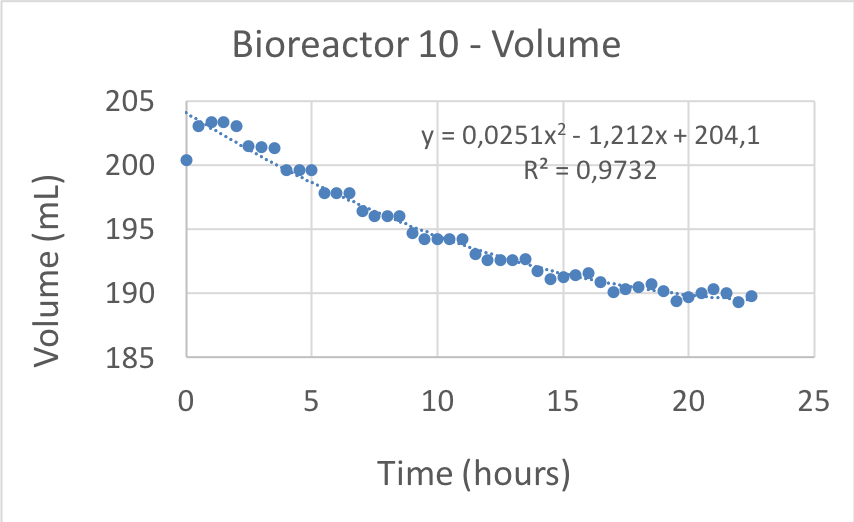 Bioreactor 10 - Volume
y = 0,0251x² - 1,212x + 204,1
R² = 0,9732
Volume (mL)
205
200
195
190
185
0 5 10 15 20 25
Time (hours)